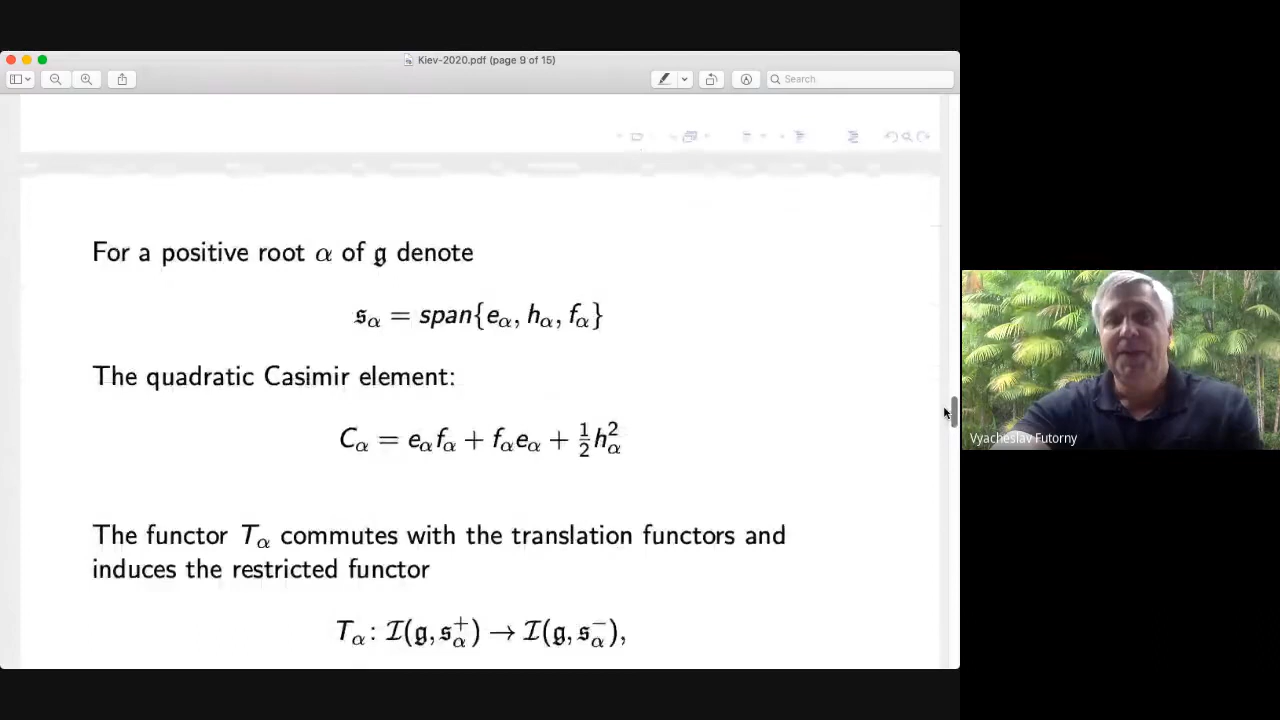 Kiev-2020.pdf (page 9 of 15)
Search
For a positive root α of 𝔤 denote
𝔰_α = span{e_α, h_α, f_α}
The quadratic Casimir element:
C_α = e_α f_α + f_α e_α + ½h_α²
The functor T_α commutes with the translation functors and
induces the restricted functor
T_α : ℐ(𝔤, 𝔰_α⁺) → ℐ(𝔤, 𝔰_α⁻),
Vyacheslav Futorny